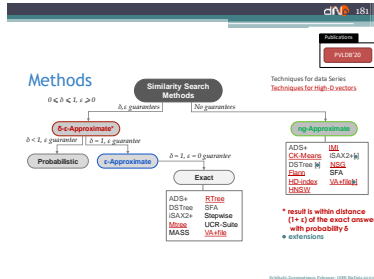 181
Publications
PVLDB'20
Methods
Techniques for data Series
Techniques for High-D vectors
Similarity Search
Methods
0 ⩽ δ ⩽ 1, ε ⩾ 0
δ,ε guarantees
No guarantees
δ-ε-Approximate*
ng-Approximate
δ < 1, ε guarantee
δ = 1, ε guarantee
Probabilistic
ε-Approximate
δ = 1, ε = 0 guarantee
Exact
ADS+ IMI
CK-Means iSAX2+[•]
DSTree [•] NSG
Flann SFA
HD-index VA+file[•]
HNSW
ADS+ RTree
DSTree SFA
iSAX2+ Stepwise
Mtree UCR-Suite
MASS VA+file
* result is within distance
(1+ ε) of the exact answer
with probability δ
• extensions